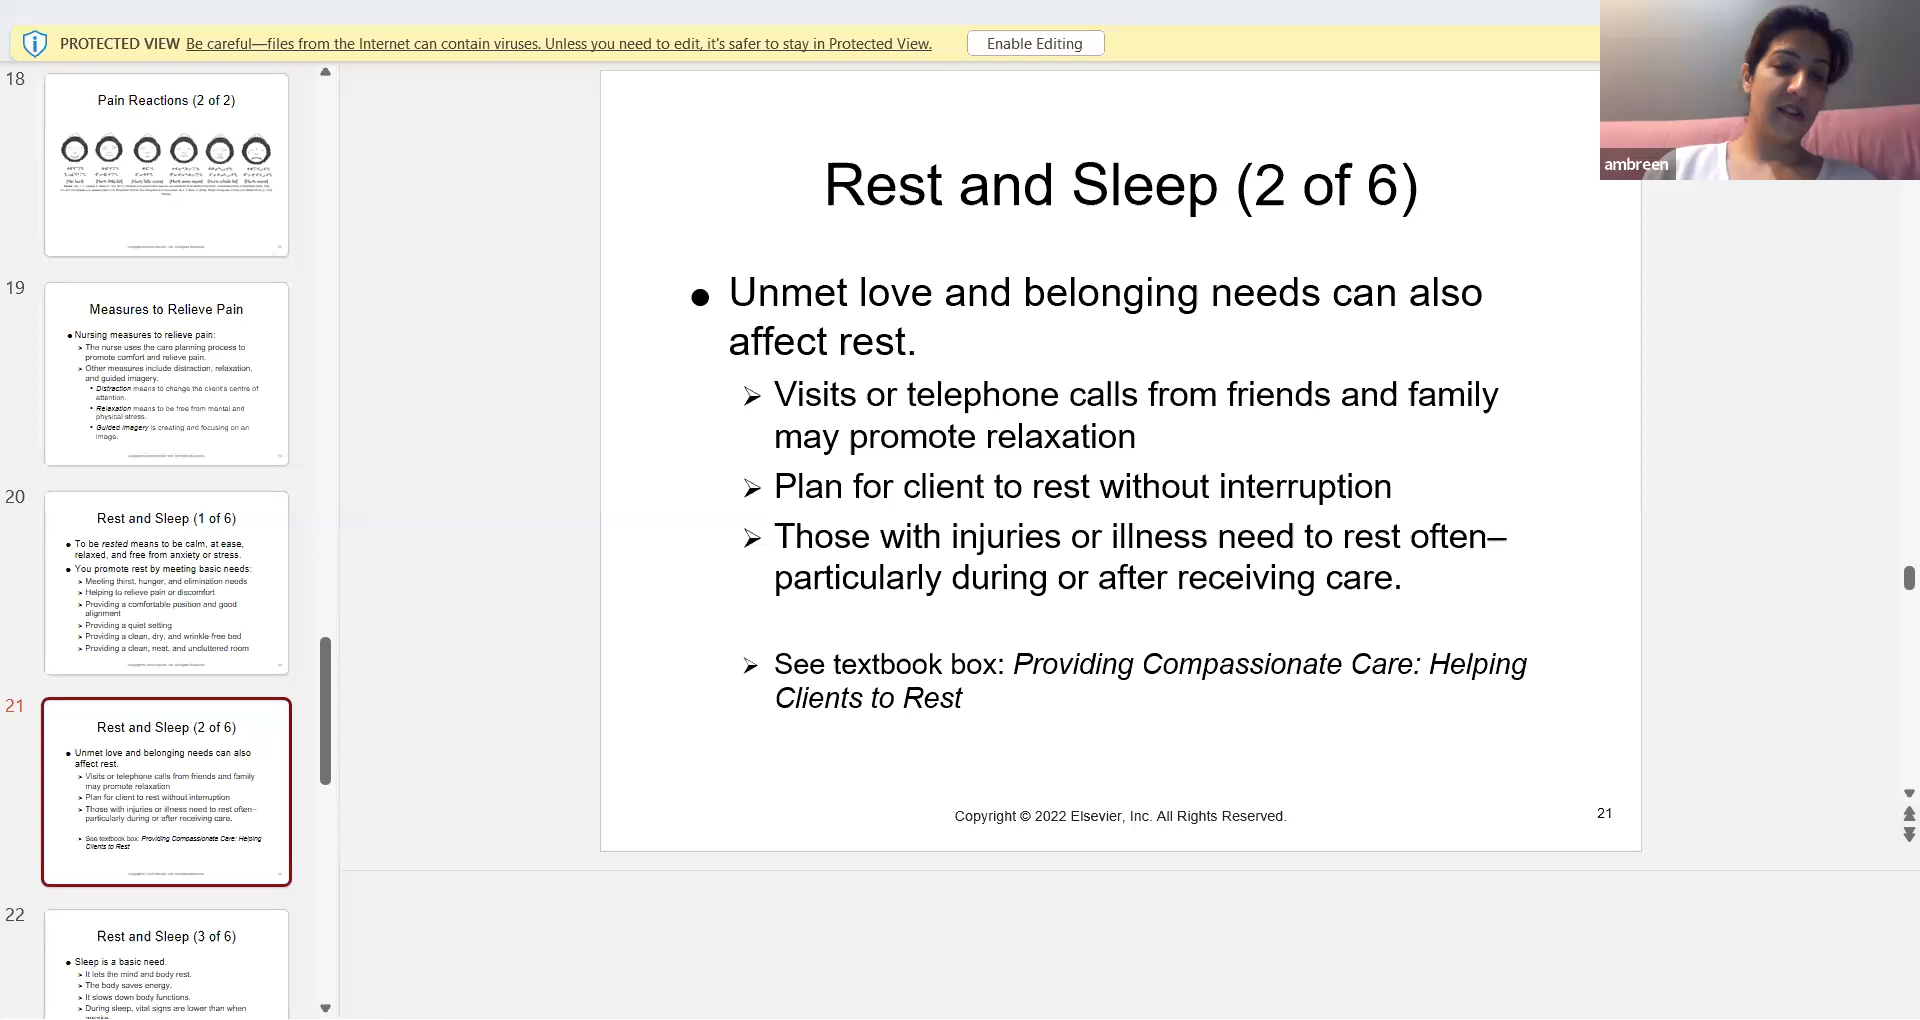 PROTECTED VIEW Be careful—files from the Internet can contain viruses. Unless you need to edit, it's safer to stay in Protected View. Enable Editing
18
Pain Reactions (2 of 2)
19
Measures to Relieve Pain
● Nursing measures to relieve pain:
➢ The nurse uses the care planning process to
promote comfort and relieve pain.
➢ Other measures include distraction, relaxation,
and guided imagery.
• Distraction means to change the client's centre of
attention.
• Relaxation means to be free from mental and
physical stress.
• Guided imagery is creating and focusing on an
image.
20
Rest and Sleep (1 of 6)
● To be rested means to be calm, at ease,
relaxed, and free from anxiety or stress.
● You promote rest by meeting basic needs:
➢ Meeting thirst, hunger, and elimination needs
➢ Helping to relieve pain or discomfort
➢ Providing a comfortable position and good
alignment
➢ Providing a quiet setting
➢ Providing a clean, dry, and wrinkle-free bed
➢ Providing a clean, neat, and uncluttered room
21
Rest and Sleep (2 of 6)
● Unmet love and belonging needs can also
affect rest.
➢ Visits or telephone calls from friends and family
may promote relaxation
➢ Plan for client to rest without interruption
➢ Those with injuries or illness need to rest often–
particularly during or after receiving care.
➢ See textbook box: Providing Compassionate Care: Helping
Clients to Rest
22
Rest and Sleep (3 of 6)
● Sleep is a basic need.
➢ It lets the mind and body rest.
➢ The body saves energy.
➢ It slows down body functions.
➢ During sleep, vital signs are lower than when
awake.
Rest and Sleep (2 of 6)
● Unmet love and belonging needs can also
affect rest.
➢ Visits or telephone calls from friends and family
may promote relaxation
➢ Plan for client to rest without interruption
➢ Those with injuries or illness need to rest often–
particularly during or after receiving care.
➢ See textbook box: Providing Compassionate Care: Helping
Clients to Rest
Copyright © 2022 Elsevier, Inc. All Rights Reserved.
21
ambreen